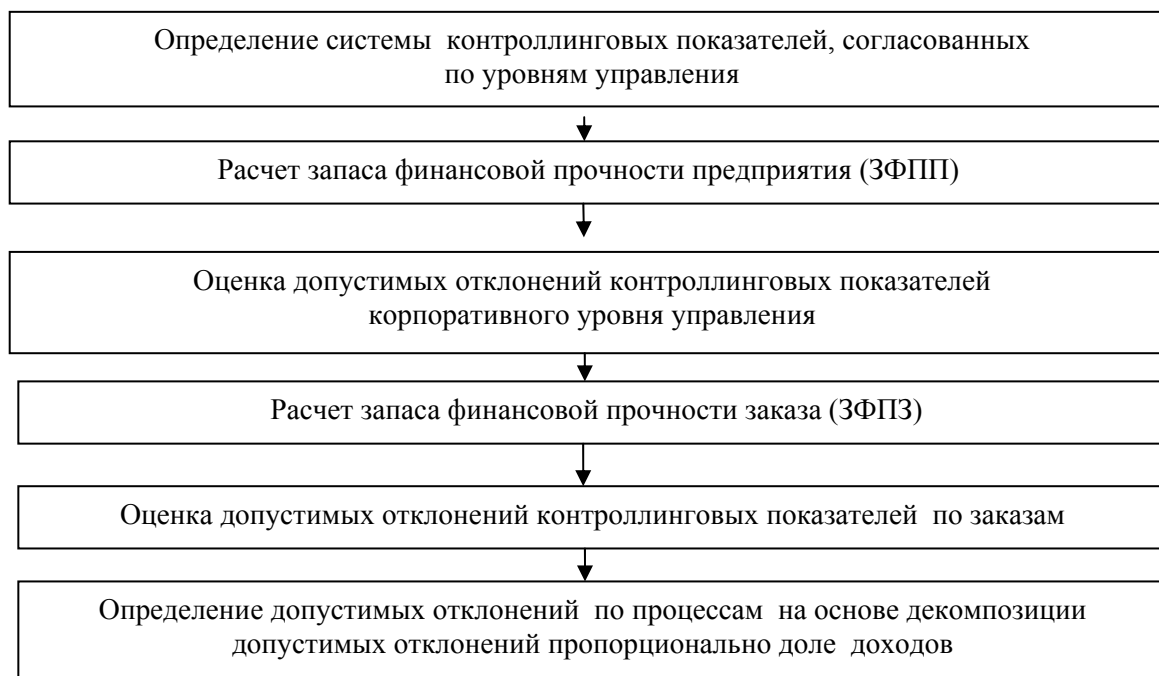 Определение системы контроллинговых показателей, согласованных
по уровням управления
Расчет запаса финансовой прочности предприятия (ЗФПП)
Оценка допустимых отклонений контроллинговых показателей
корпоративного уровня управления
Расчет запаса финансовой прочности заказа (ЗФПЗ)
Оценка допустимых отклонений контроллинговых показателей по заказам
Определение допустимых отклонений по процессам на основе декомпозиции
допустимых отклонений пропорционально доле доходов